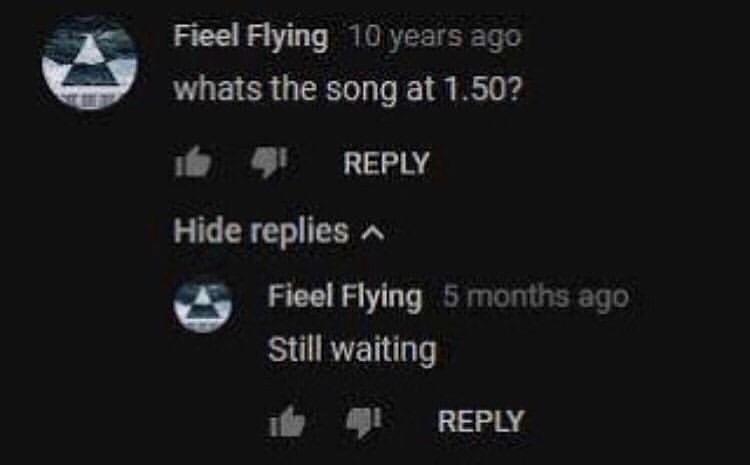 Fieel Flying 10 years ago
whats the song at 1.50?
REPLY
Hide replies
Fieel Flying 5 months ago
Still waiting
REPLY